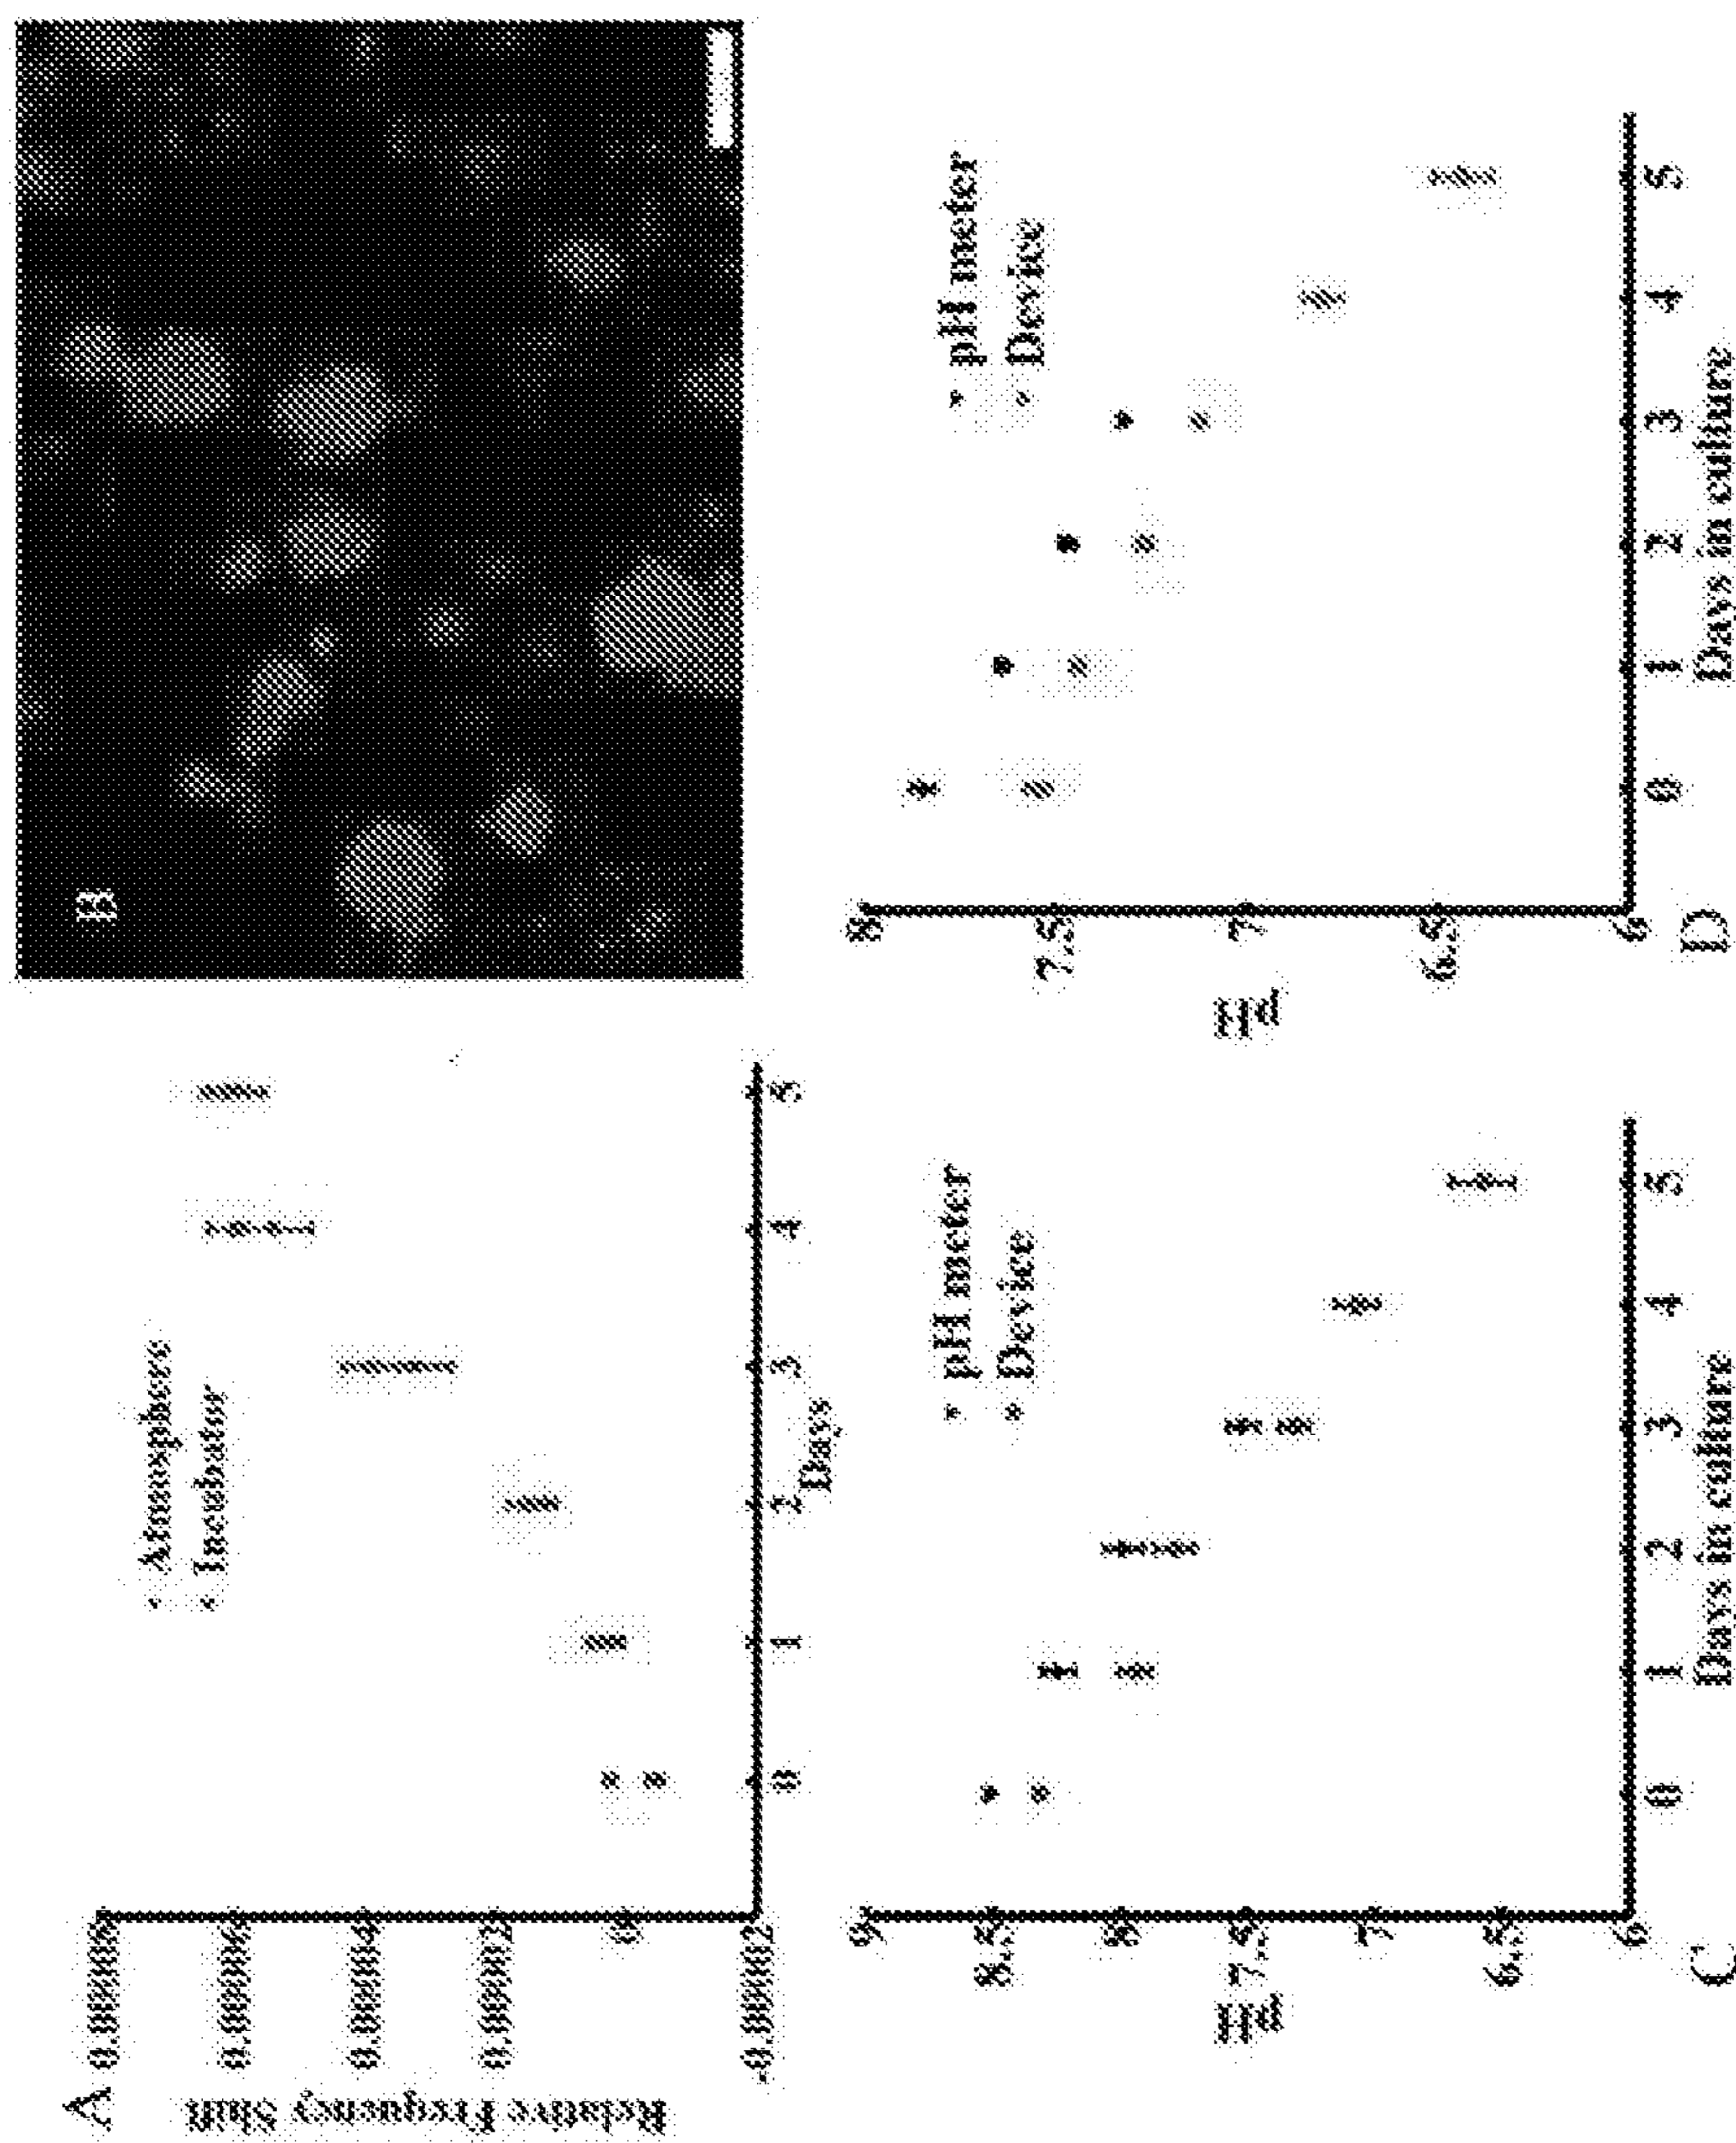 A
Relative Frequency
Shift
0.00008
0.00006
0.00004
0.00002
0
-0.00002
Atmosphere
Incubator
0 1 2 3 4 5
Days
B
C
pH
9
8.5
8
7.5
7
6.5
6
pH meter
Device
0 1 2 3 4 5
Days in culture
D
pH
8
7.5
7
6.5
6
pH meter
Device
0 1 2 3 4 5
Days in culture